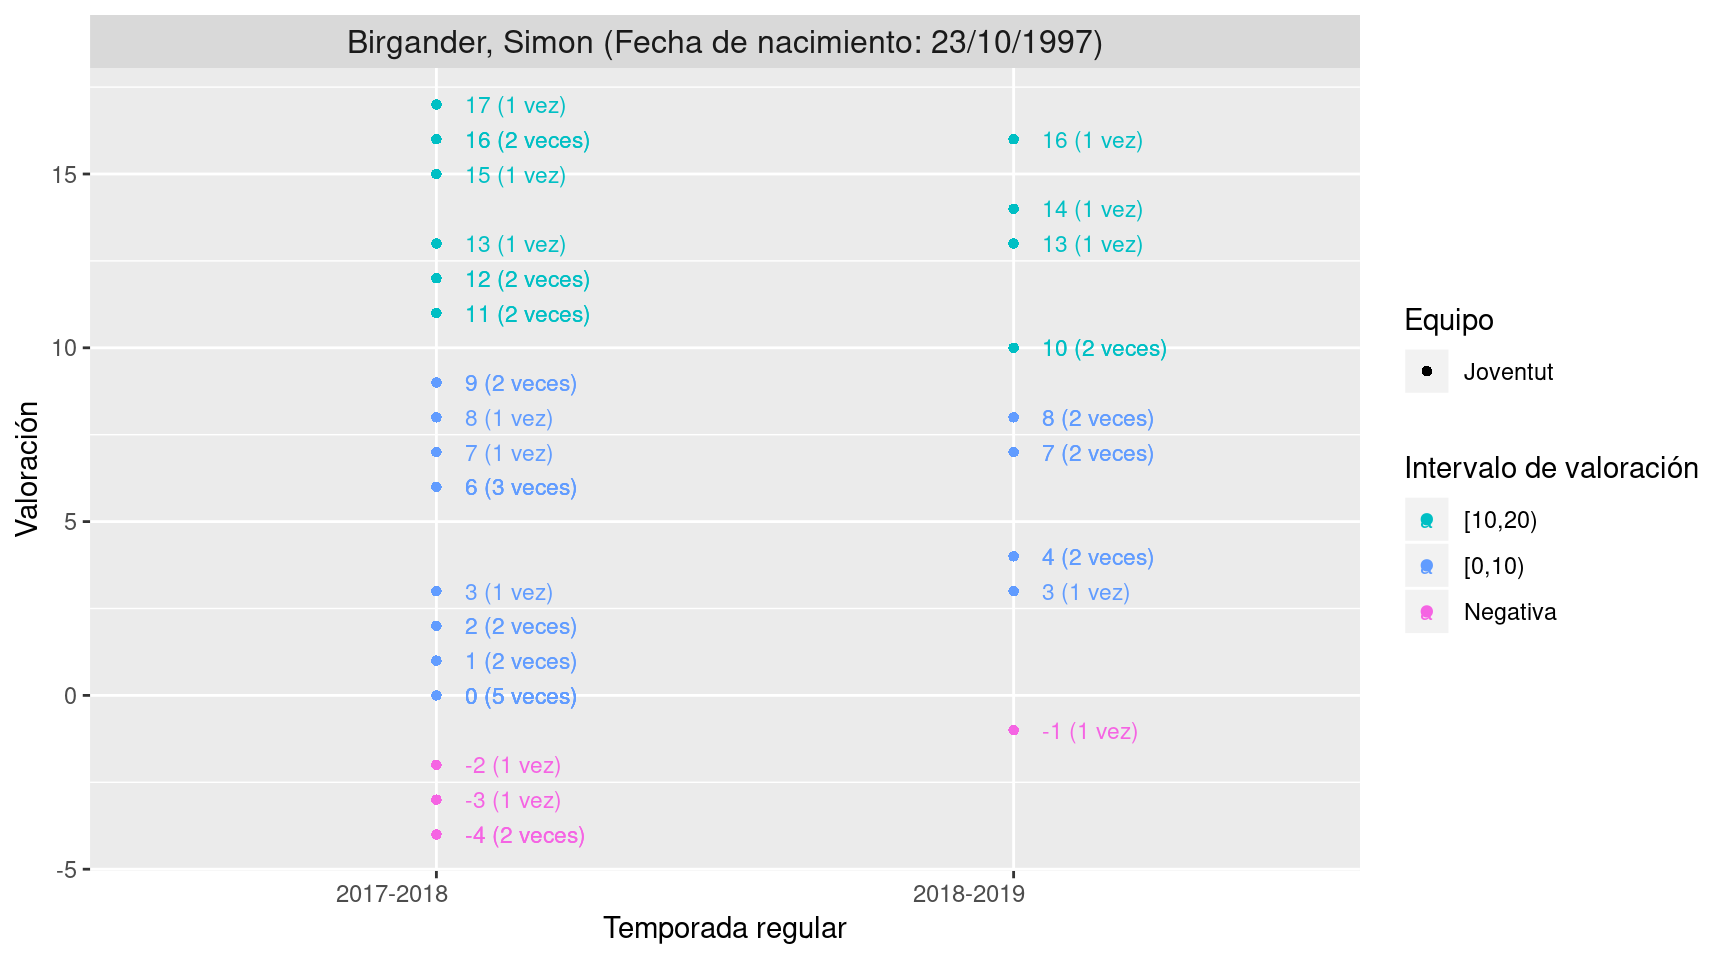 Birgander, Simon (Fecha de nacimiento: 23/10/1997)
Valoración
15
10
5
0
-5
17 (1 vez)
16 (2 veces)
15 (1 vez)
13 (1 vez)
12 (2 veces)
11 (2 veces)
9 (2 veces)
8 (1 vez)
7 (1 vez)
6 (3 veces)
3 (1 vez)
2 (2 veces)
1 (2 veces)
0 (5 veces)
-2 (1 vez)
-3 (1 vez)
-4 (2 veces)
16 (1 vez)
14 (1 vez)
13 (1 vez)
10 (2 veces)
8 (2 veces)
7 (2 veces)
4 (2 veces)
3 (1 vez)
-1 (1 vez)
2017-2018
2018-2019
Temporada regular
Equipo
Joventut
Intervalo de valoración
[10,20)
[0,10)
Negativa